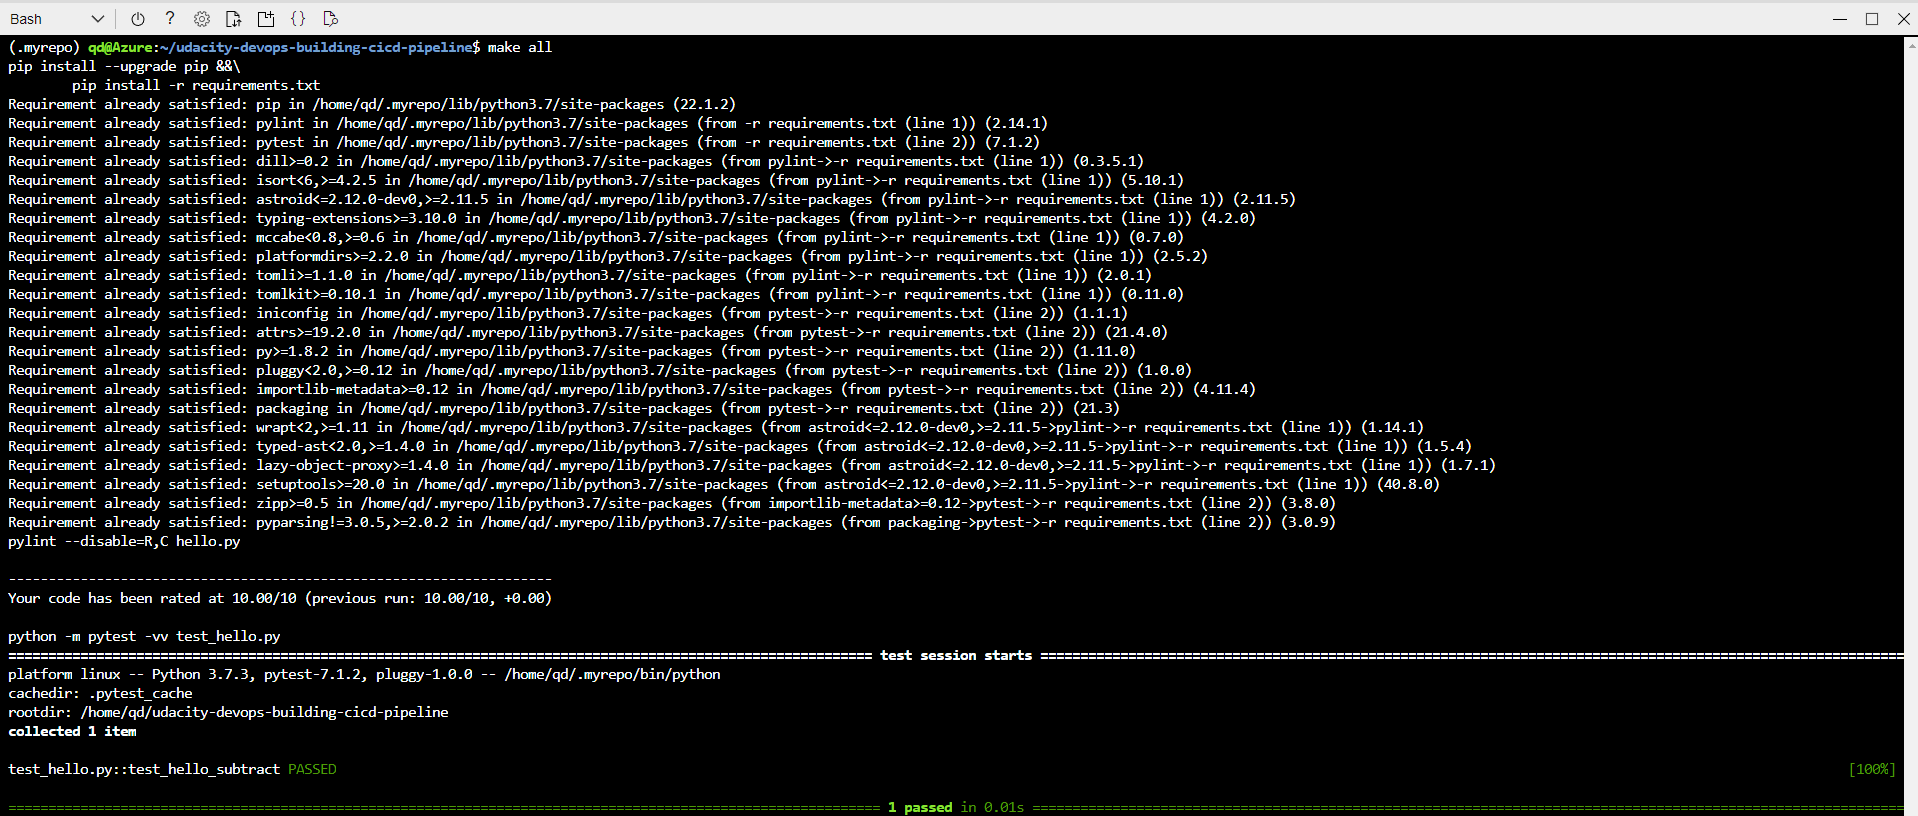 Bash
(.myrepo) qd@Azure:~/udacity-devops-building-cicd-pipeline$ make all
pip install --upgrade pip &&\
        pip install -r requirements.txt
Requirement already satisfied: pip in /home/qd/.myrepo/lib/python3.7/site-packages (22.1.2)
Requirement already satisfied: pylint in /home/qd/.myrepo/lib/python3.7/site-packages (from -r requirements.txt (line 1)) (2.14.1)
Requirement already satisfied: pytest in /home/qd/.myrepo/lib/python3.7/site-packages (from -r requirements.txt (line 2)) (7.1.2)
Requirement already satisfied: dill>=0.2 in /home/qd/.myrepo/lib/python3.7/site-packages (from pylint->-r requirements.txt (line 1)) (0.3.5.1)
Requirement already satisfied: isort<6,>=4.2.5 in /home/qd/.myrepo/lib/python3.7/site-packages (from pylint->-r requirements.txt (line 1)) (5.10.1)
Requirement already satisfied: astroid<=2.12.0-dev0,>=2.11.5 in /home/qd/.myrepo/lib/python3.7/site-packages (from pylint->-r requirements.txt (line 1)) (2.11.5)
Requirement already satisfied: typing-extensions>=3.10.0 in /home/qd/.myrepo/lib/python3.7/site-packages (from pylint->-r requirements.txt (line 1)) (4.2.0)
Requirement already satisfied: mccabe<0.8,>=0.6 in /home/qd/.myrepo/lib/python3.7/site-packages (from pylint->-r requirements.txt (line 1)) (0.7.0)
Requirement already satisfied: platformdirs>=2.2.0 in /home/qd/.myrepo/lib/python3.7/site-packages (from pylint->-r requirements.txt (line 1)) (2.5.2)
Requirement already satisfied: tomli>=1.1.0 in /home/qd/.myrepo/lib/python3.7/site-packages (from pylint->-r requirements.txt (line 1)) (2.0.1)
Requirement already satisfied: tomlkit>=0.10.1 in /home/qd/.myrepo/lib/python3.7/site-packages (from pylint->-r requirements.txt (line 1)) (0.11.0)
Requirement already satisfied: iniconfig in /home/qd/.myrepo/lib/python3.7/site-packages (from pytest->-r requirements.txt (line 2)) (1.1.1)
Requirement already satisfied: attrs>=19.2.0 in /home/qd/.myrepo/lib/python3.7/site-packages (from pytest->-r requirements.txt (line 2)) (21.4.0)
Requirement already satisfied: py>=1.8.2 in /home/qd/.myrepo/lib/python3.7/site-packages (from pytest->-r requirements.txt (line 2)) (1.11.0)
Requirement already satisfied: pluggy<2.0,>=0.12 in /home/qd/.myrepo/lib/python3.7/site-packages (from pytest->-r requirements.txt (line 2)) (1.0.0)
Requirement already satisfied: importlib-metadata>=0.12 in /home/qd/.myrepo/lib/python3.7/site-packages (from pytest->-r requirements.txt (line 2)) (4.11.4)
Requirement already satisfied: packaging in /home/qd/.myrepo/lib/python3.7/site-packages (from pytest->-r requirements.txt (line 2)) (21.3)
Requirement already satisfied: wrapt<2,>=1.11 in /home/qd/.myrepo/lib/python3.7/site-packages (from astroid<=2.12.0-dev0,>=2.11.5->pylint->-r requirements.txt (line 1)) (1.14.1)
Requirement already satisfied: typed-ast<2.0,>=1.4.0 in /home/qd/.myrepo/lib/python3.7/site-packages (from astroid<=2.12.0-dev0,>=2.11.5->pylint->-r requirements.txt (line 1)) (1.5.4)
Requirement already satisfied: lazy-object-proxy>=1.4.0 in /home/qd/.myrepo/lib/python3.7/site-packages (from astroid<=2.12.0-dev0,>=2.11.5->pylint->-r requirements.txt (line 1)) (1.7.1)
Requirement already satisfied: setuptools>=20.0 in /home/qd/.myrepo/lib/python3.7/site-packages (from astroid<=2.12.0-dev0,>=2.11.5->pylint->-r requirements.txt (line 1)) (40.8.0)
Requirement already satisfied: zipp>=0.5 in /home/qd/.myrepo/lib/python3.7/site-packages (from importlib-metadata>=0.12->pytest->-r requirements.txt (line 2)) (3.8.0)
Requirement already satisfied: pyparsing!=3.0.5,>=2.0.2 in /home/qd/.myrepo/lib/python3.7/site-packages (from packaging->pytest->-r requirements.txt (line 2)) (3.0.9)
pylint --disable=R,C hello.py
--------------------------------------------------------------------
Your code has been rated at 10.00/10 (previous run: 10.00/10, +0.00)
python -m pytest -vv test_hello.py
============================================================================================================ test session starts ============================================================================================================
platform linux -- Python 3.7.3, pytest-7.1.2, pluggy-1.0.0 -- /home/qd/.myrepo/bin/python
cachedir: .pytest_cache
rootdir: /home/qd/udacity-devops-building-cicd-pipeline
collected 1 item
test_hello.py::test_hello_subtract PASSED [100%]
============================================================================================================= 1 passed in 0.01s =============================================================================================================